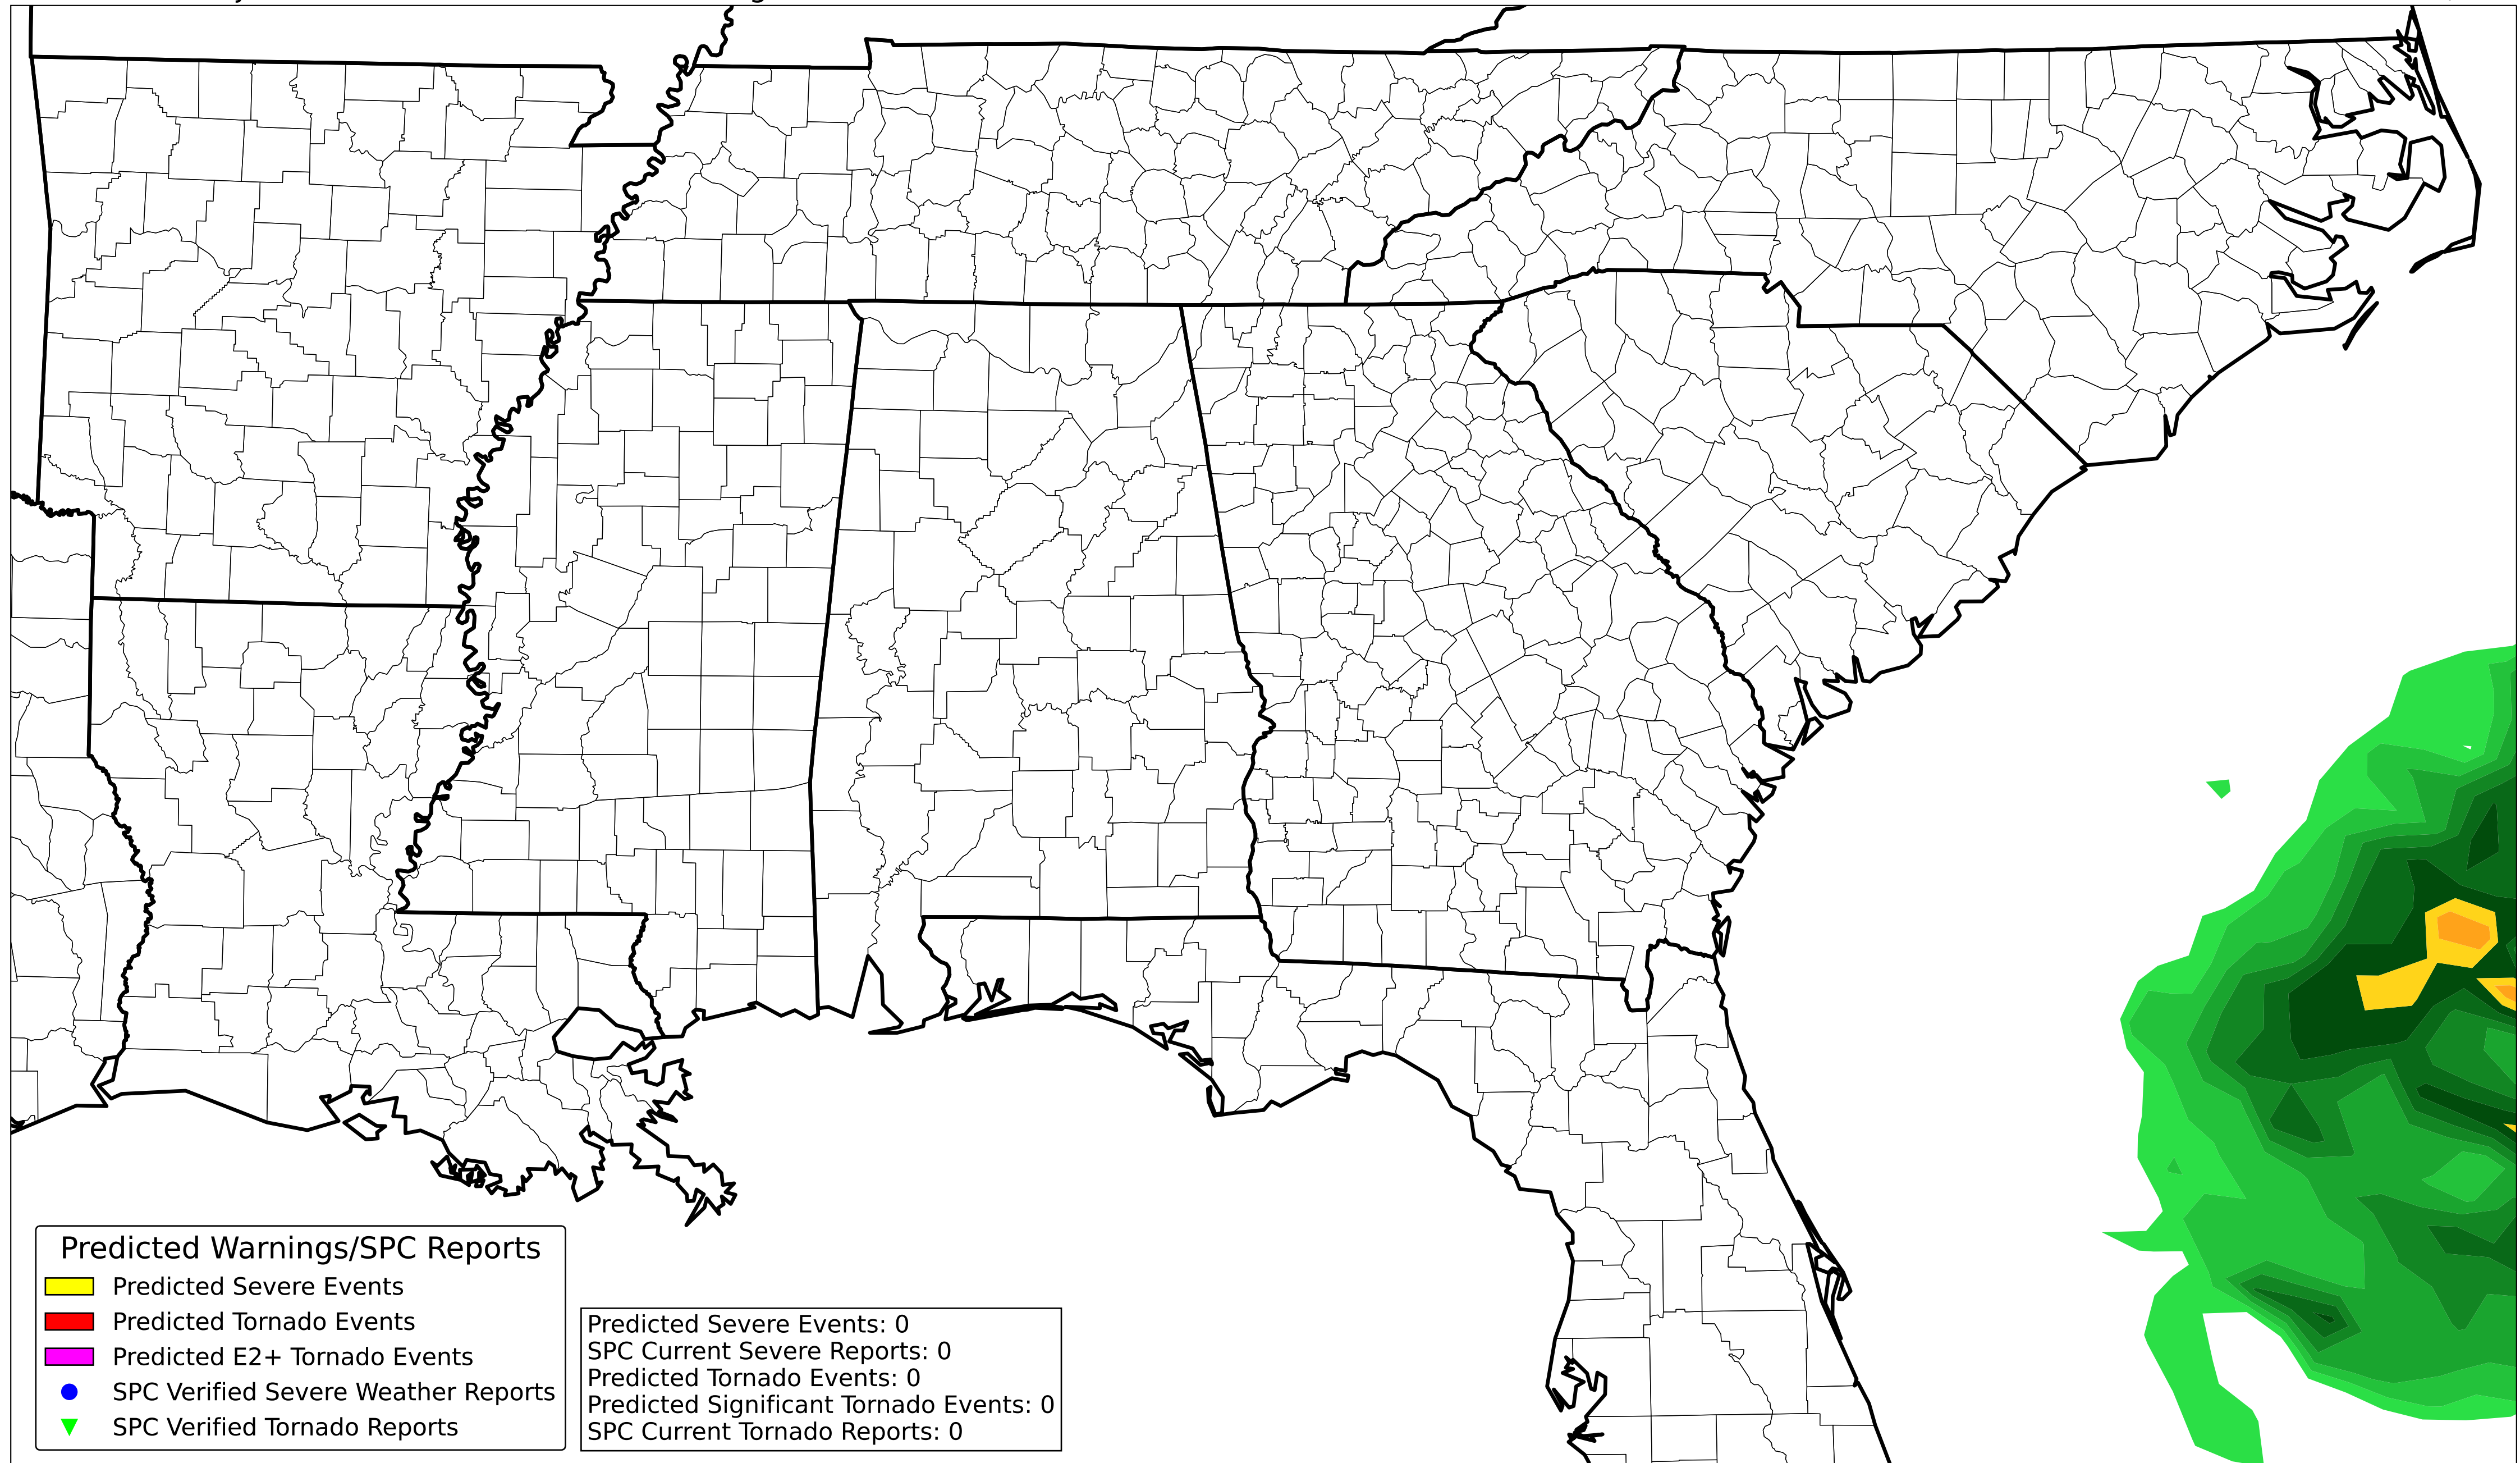 Predicted Warnings/SPC Reports
Predicted Severe Events
Predicted Tornado Events
Predicted E2+ Tornado Events
SPC Verified Severe Weather Reports
SPC Verified Tornado Reports
Predicted Severe Events: 0
SPC Current Severe Reports: 0
Predicted Tornado Events: 0
Predicted Significant Tornado Events: 0
SPC Current Tornado Reports: 0